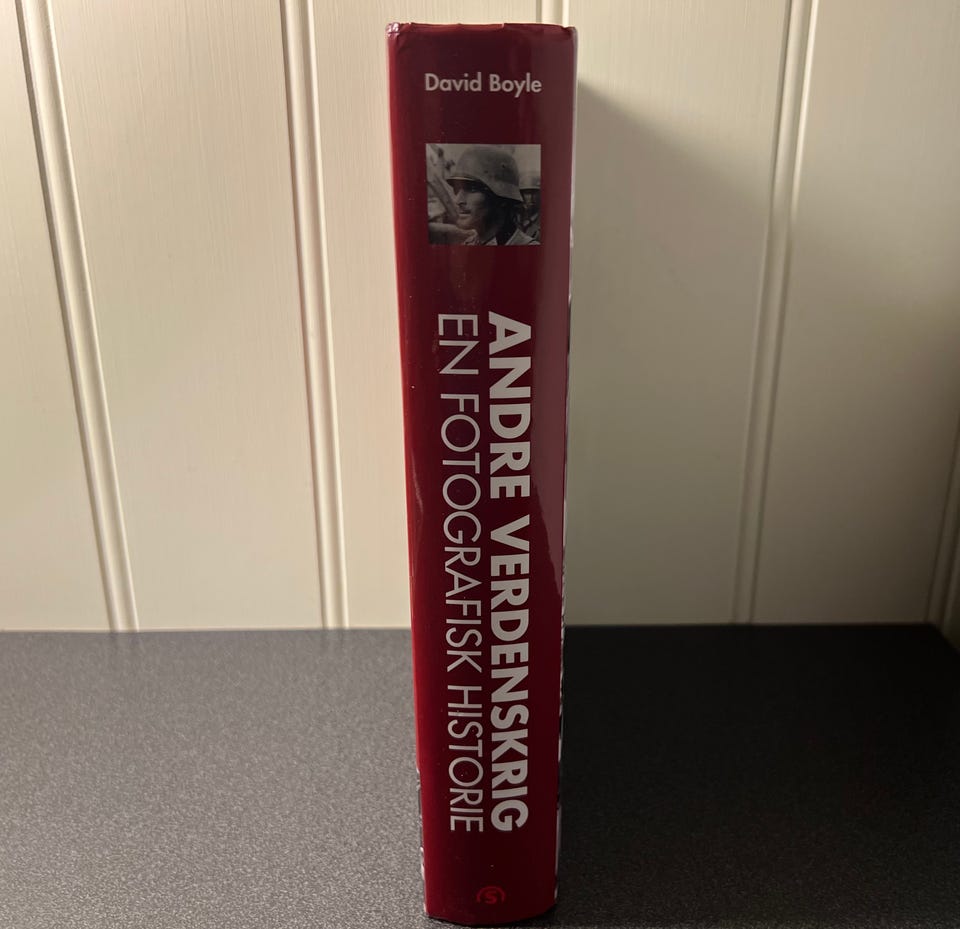 David Boyle
ANDRE VERDENSKRIG
EN FOTOGRAFISK HISTORIE
S